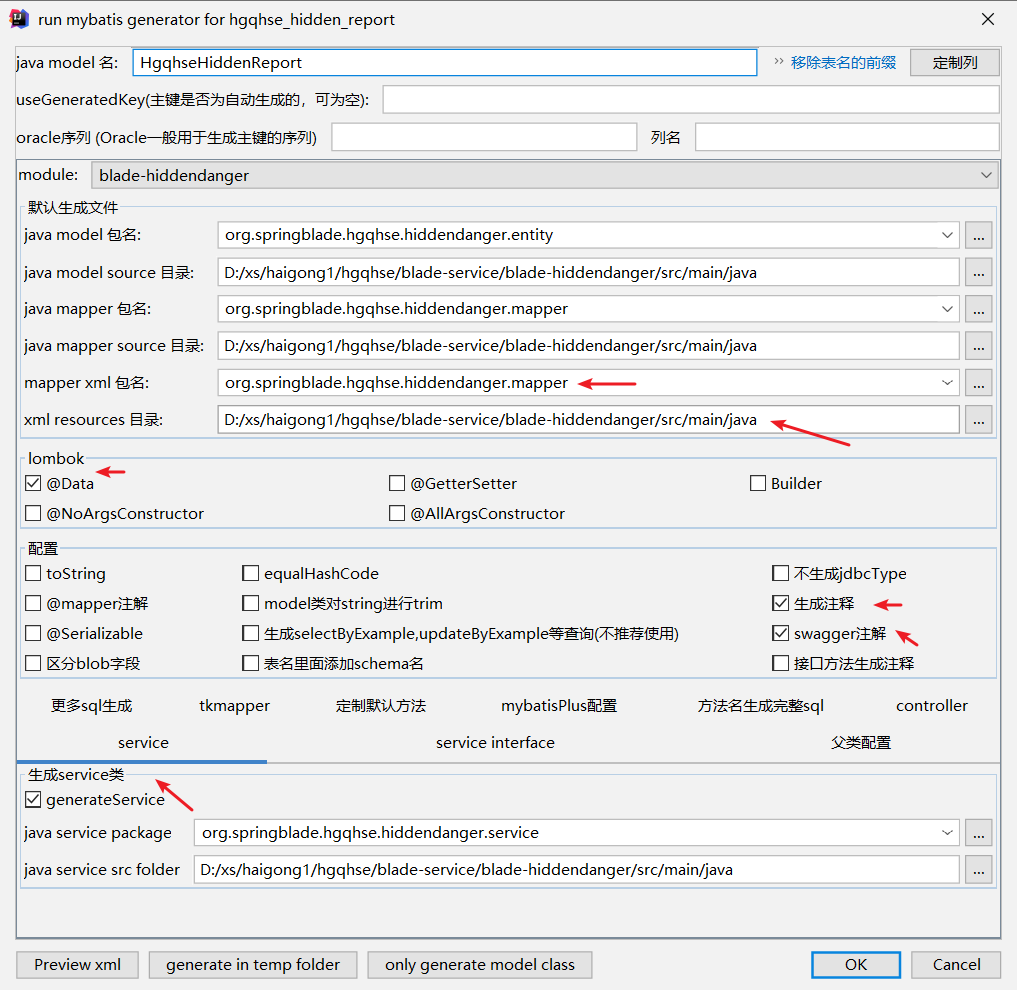 run mybatis generator for hgqhse_hidden_report
java model 名: HgqhseHiddenReport 移除表名的前缀 定制列
useGeneratedKey(主键是否为自动生成的，可为空):
oracle序列 (Oracle一般用于生成主键的序列) 列名
module: blade-hiddendanger
默认生成文件
java model 包名: org.springblade.hgqhse.hiddendanger.entity ...
java model source 目录: D:/xs/haigong1/hgqhse/blade-service/blade-hiddendanger/src/main/java ...
java mapper 包名: org.springblade.hgqhse.hiddendanger.mapper ...
java mapper source 目录: D:/xs/haigong1/hgqhse/blade-service/blade-hiddendanger/src/main/java ...
mapper xml 包名: org.springblade.hgqhse.hiddendanger.mapper ...
xml resources 目录: D:/xs/haigong1/hgqhse/blade-service/blade-hiddendanger/src/main/java ...
lombok
@Data @GetterSetter Builder
@NoArgsConstructor @AllArgsConstructor
配置
toString equalHashCode 不生成jdbcType
@mapper注解 model类对string进行trim 生成注释
@Serializable 生成selectByExample,updateByExample等查询(不推荐使用) swagger注解
区分blob字段 表名里面添加schema名 接口方法生成注释
更多sql生成 tkmapper 定制默认方法 mybatisPlus配置 方法名生成完整sql controller
service service interface 父类配置
生成service类
generateService
java service package org.springblade.hgqhse.hiddendanger.service ...
java service src folder D:/xs/haigong1/hgqhse/blade-service/blade-hiddendanger/src/main/java ...
Preview xml generate in temp folder only generate model class OK Cancel